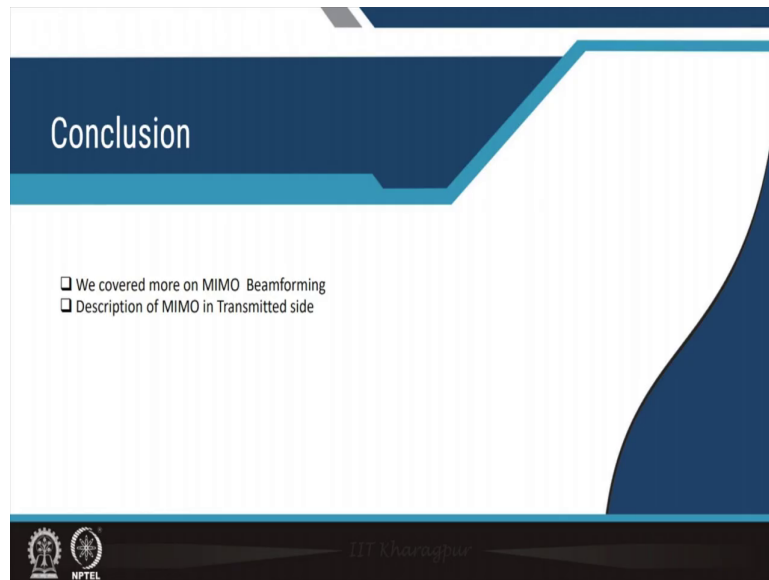 Conclusion
❑ We covered more on MIMO Beamforming
❑ Description of MIMO in Transmitted side
IIT Kharagpur
NPTEL